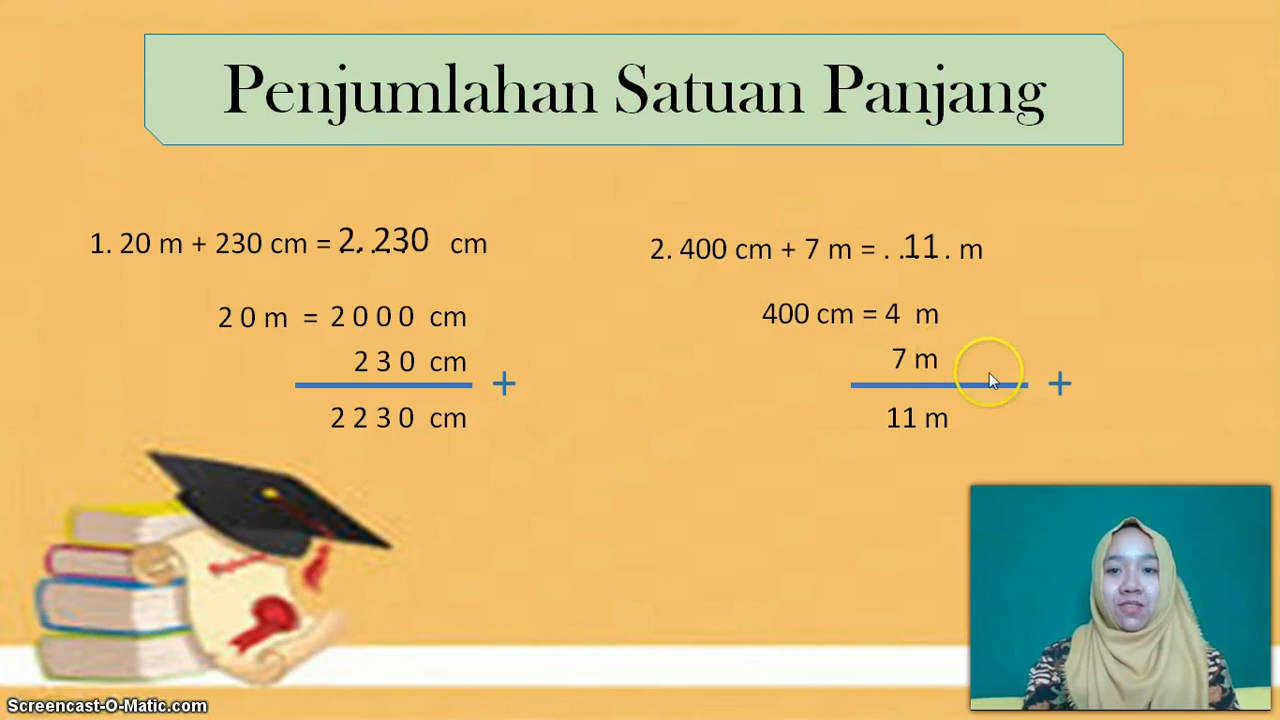 Penjumlahan Satuan Panjang
1. 20 m + 230 cm = 2. 230 cm
2 0 m = 2 0 0 0 cm
2 3 0 cm
+
2 2 3 0 cm
2. 400 cm + 7 m = . . 11 . . m
400 cm = 4 m
7 m
+
11 m
Screencast-O-Matic.com